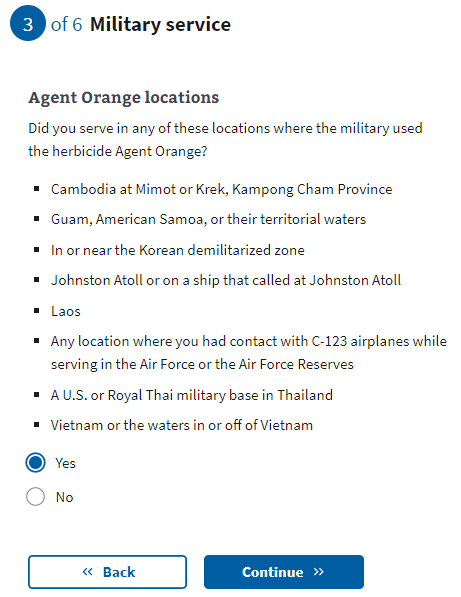 3 of 6 Military service
Agent Orange locations
Did you serve in any of these locations where the military used
the herbicide Agent Orange?
▪ Cambodia at Mimot or Krek, Kampong Cham Province
▪ Guam, American Samoa, or their territorial waters
▪ In or near the Korean demilitarized zone
▪ Johnston Atoll or on a ship that called at Johnston Atoll
▪ Laos
▪ Any location where you had contact with C-123 airplanes while
serving in the Air Force or the Air Force Reserves
▪ A U.S. or Royal Thai military base in Thailand
▪ Vietnam or the waters in or off of Vietnam
Yes
No
« Back
Continue »